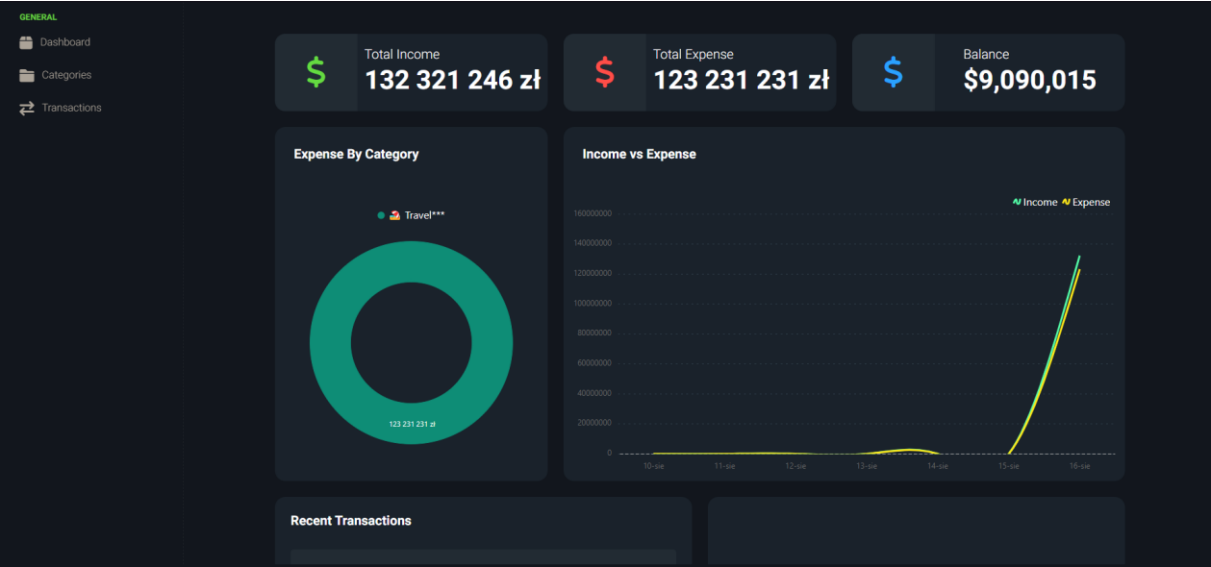 GENERAL
Dashboard
Categories
Transactions
Total Income
132 321 246 zł
Total Expense
123 231 231 zł
Balance
$9,090,015
Expense By Category
Travel***
123 231 231 zł
Income vs Expense
Income Expense
160000000
140000000
120000000
100000000
80000000
60000000
40000000
20000000
0
10-sie 11-sie 12-sie 13-sie 14-sie 15-sie 16-sie
Recent Transactions